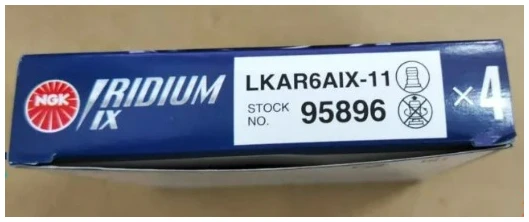 NGK
IRIDIUM
IX
LKAR6AIX-11
STOCK
NO.
95896
×4